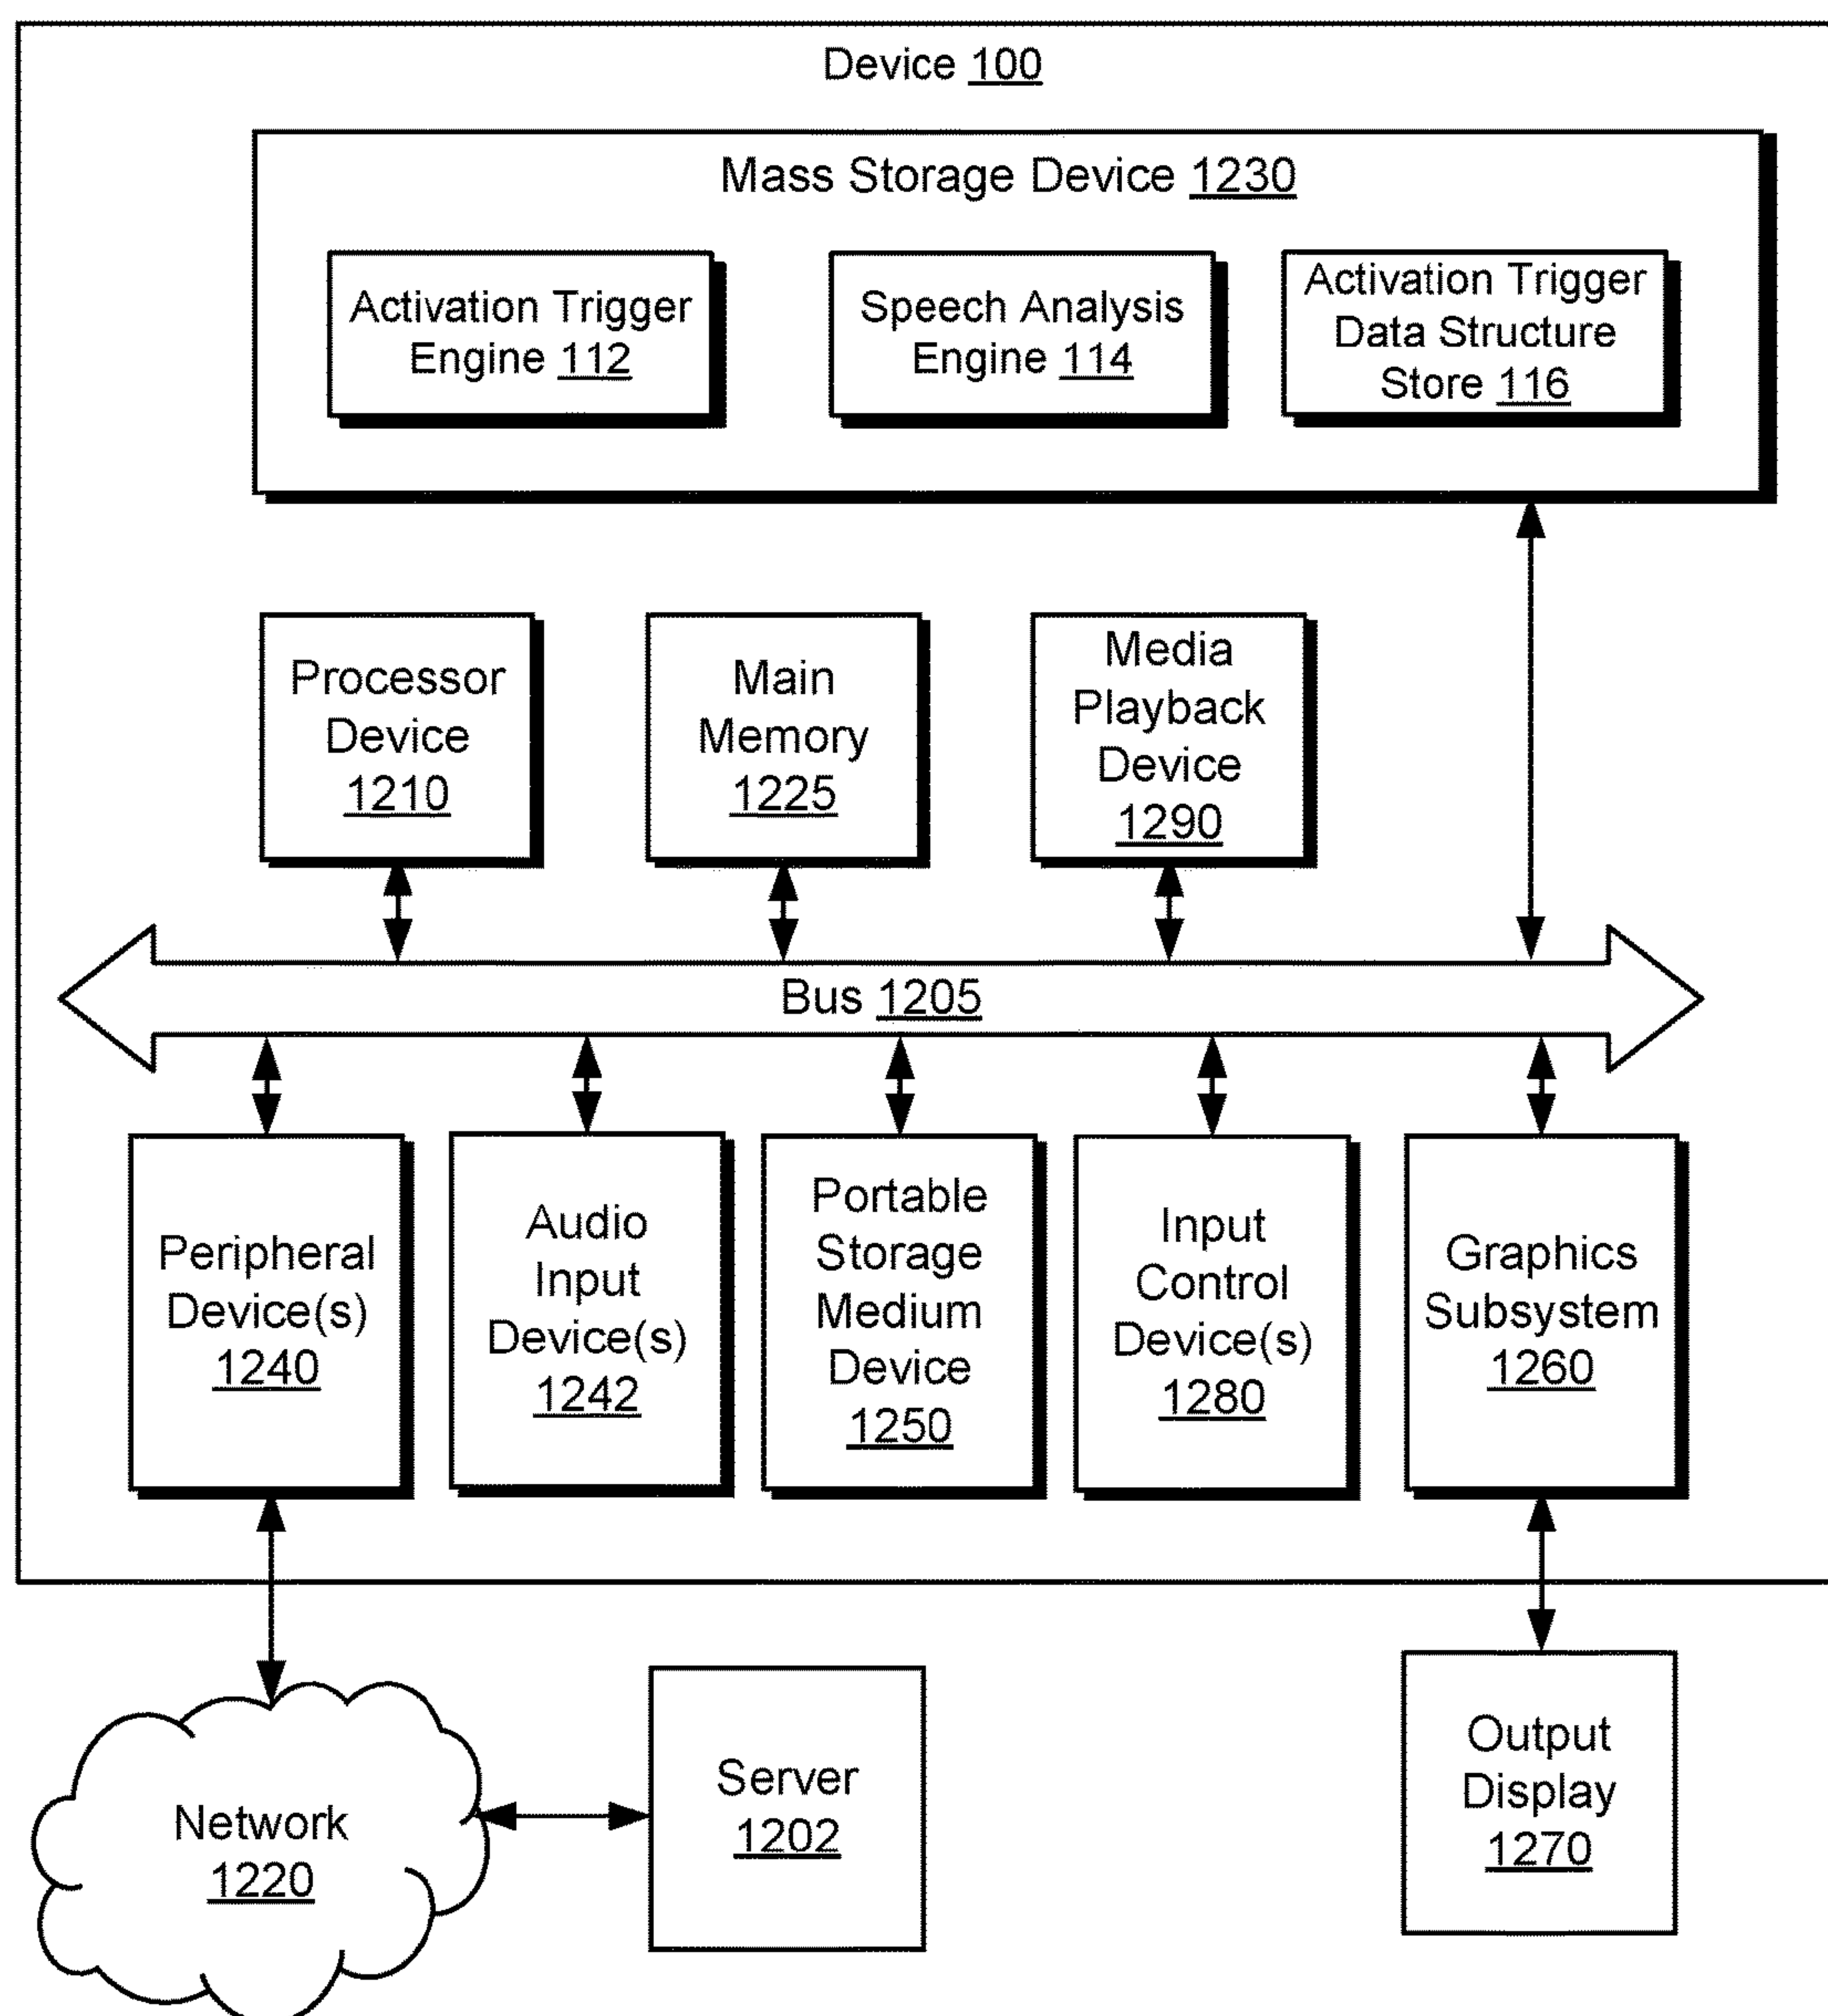 Device 100
Mass Storage Device 1230
Activation Trigger
Engine 112
Speech Analysis
Engine 114
Activation Trigger
Data Structure
Store 116
Processor
Device
1210
Main
Memory
1225
Media
Playback
Device
1290
Bus 1205
Peripheral
Device(s)
1240
Audio
Input
Device(s)
1242
Portable
Storage
Medium
Device
1250
Input
Control
Device(s)
1280
Graphics
Subsystem
1260
Network
1220
Server
1202
Output
Display
1270